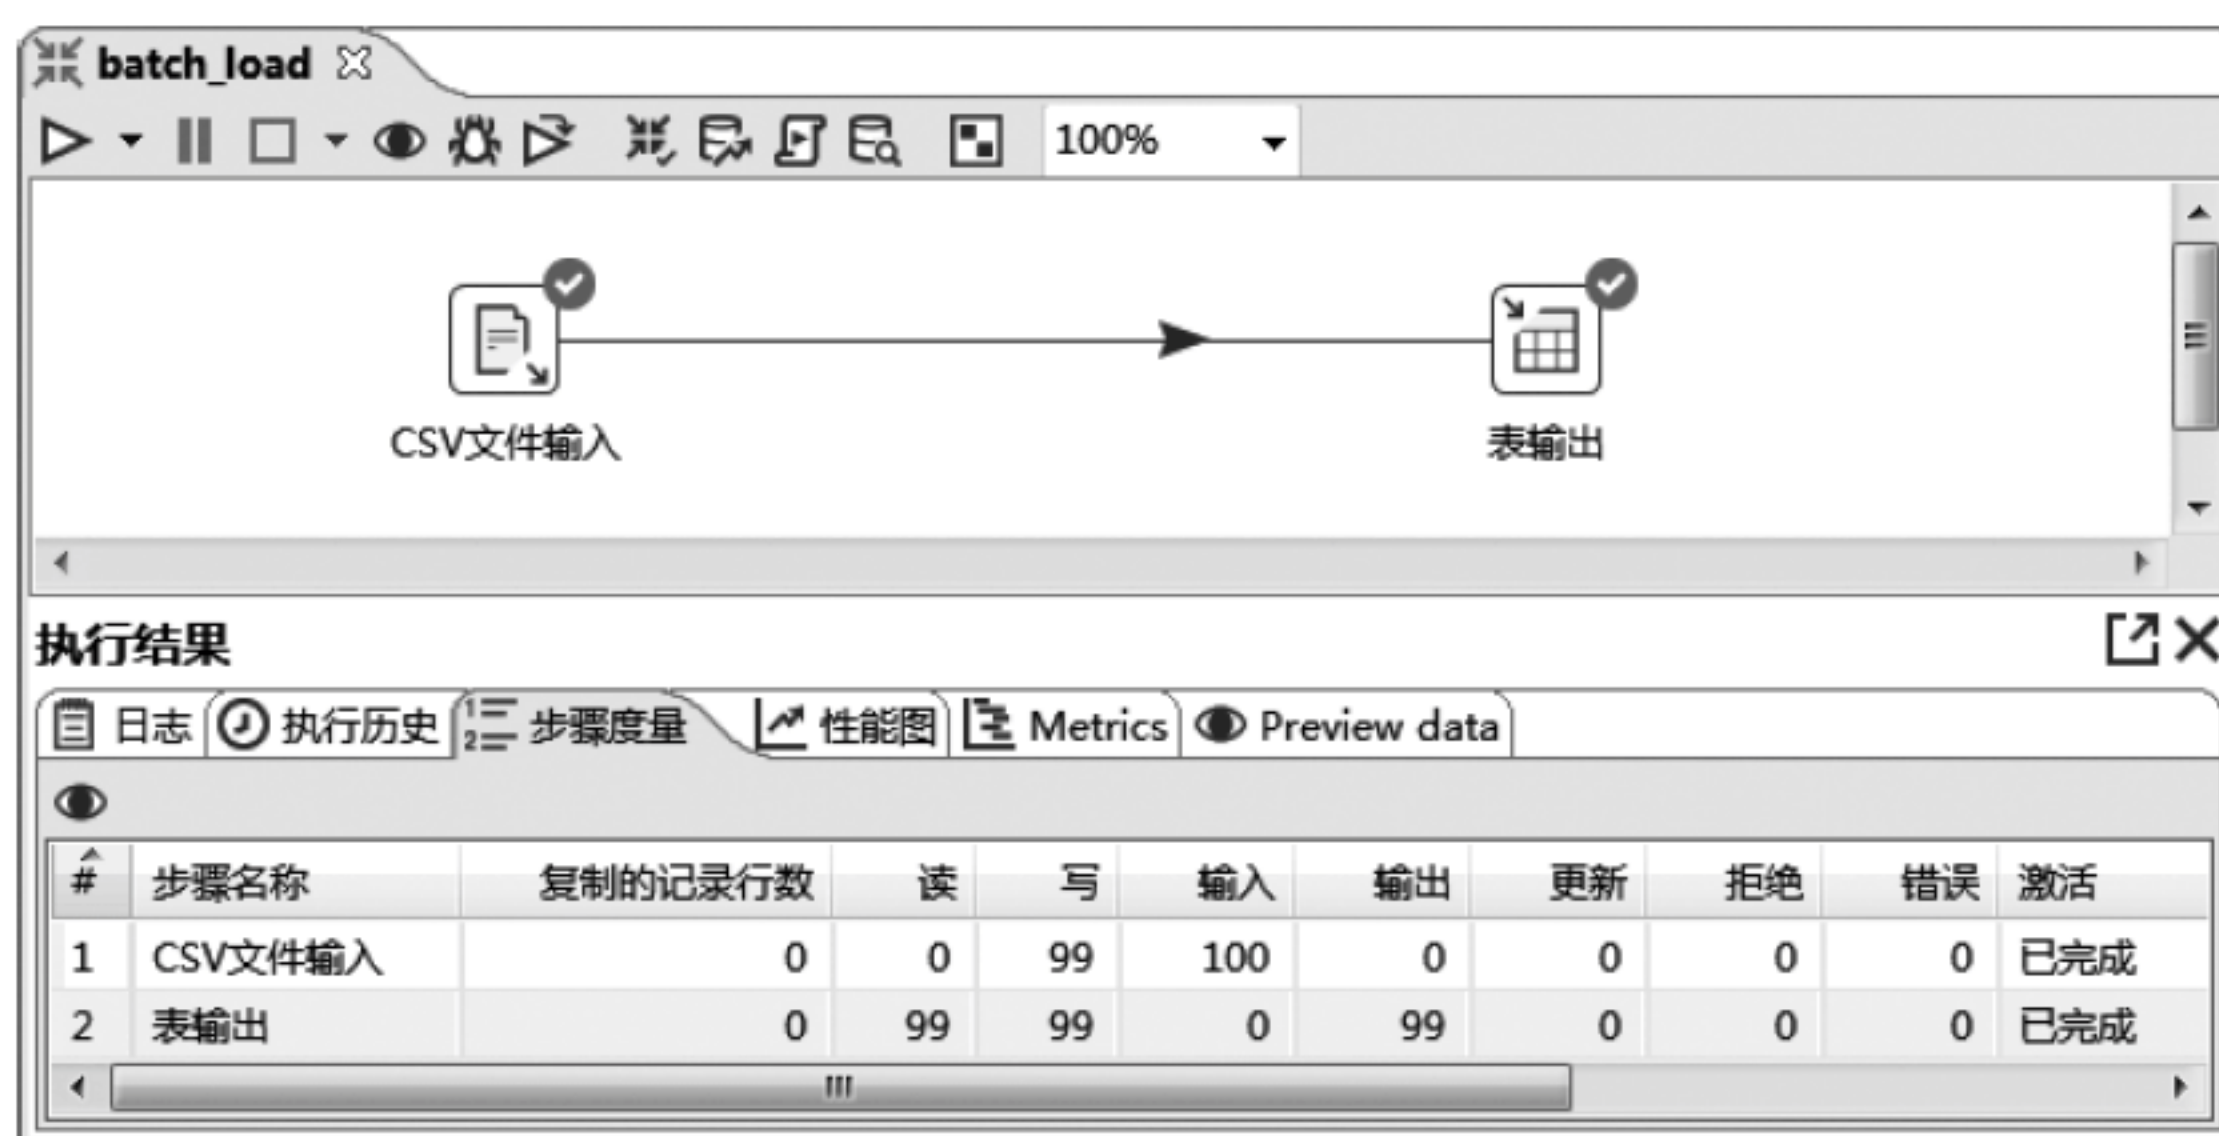 batch_load
100%
CSV文件输入
表输出
执行结果
日志 执行历史 步骤度量 性能图 Metrics Preview data
# 步骤名称 复制的记录行数 读 写 输入 输出 更新 拒绝 错误 激活
1 CSV文件输入 0 0 99 100 0 0 0 0 已完成
2 表输出 0 99 99 0 99 0 0 0 已完成